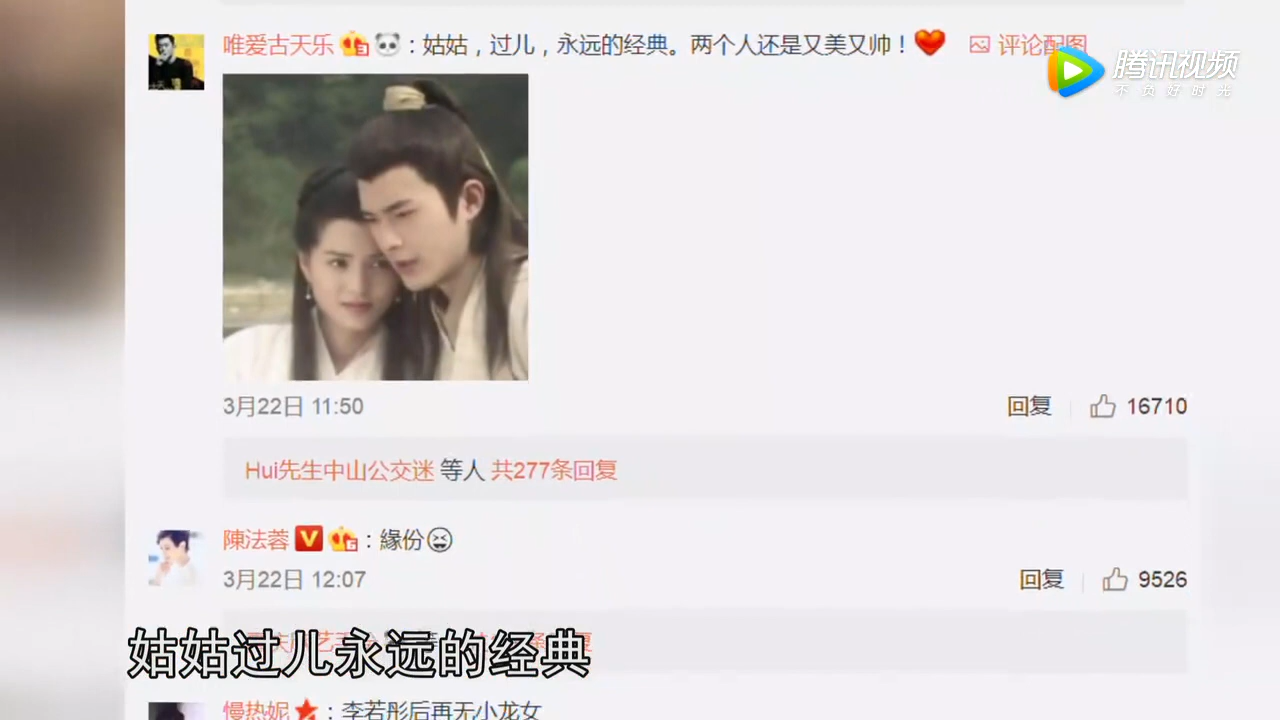 唯爱古天乐 3 ：姑姑，过儿，永远的经典。两个人还是又美又帅！ 评论配图
腾讯视频
不负好时光
3月22日 11:50 回复 16710
Hui先生中山公交迷 等人 共277条回复
陳法蓉 V 6 ：緣份
3月22日 12:07 回复 9526
姑姑过儿永远的经典
慢热妮 ：李若彤后再无小龙女